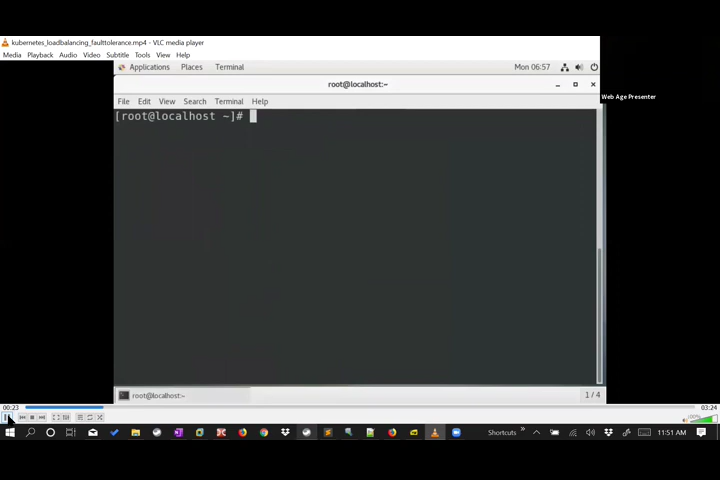 kubernetes_loadbalancing_faulttolerance.mp4 - VLC media player
Media Playback Audio Video Subtitle Tools View Help
Applications Places Terminal Mon 06:57
root@localhost:~
Web Age Presenter
File Edit View Search Terminal Help
[root@localhost ~]#
root@localhost:~ 1 / 4
00:23 03:24
100%
Shortcuts 11:51 AM